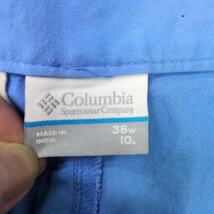 Columbia
Sportswear Company
MADE IN
INDIA
36W
10L